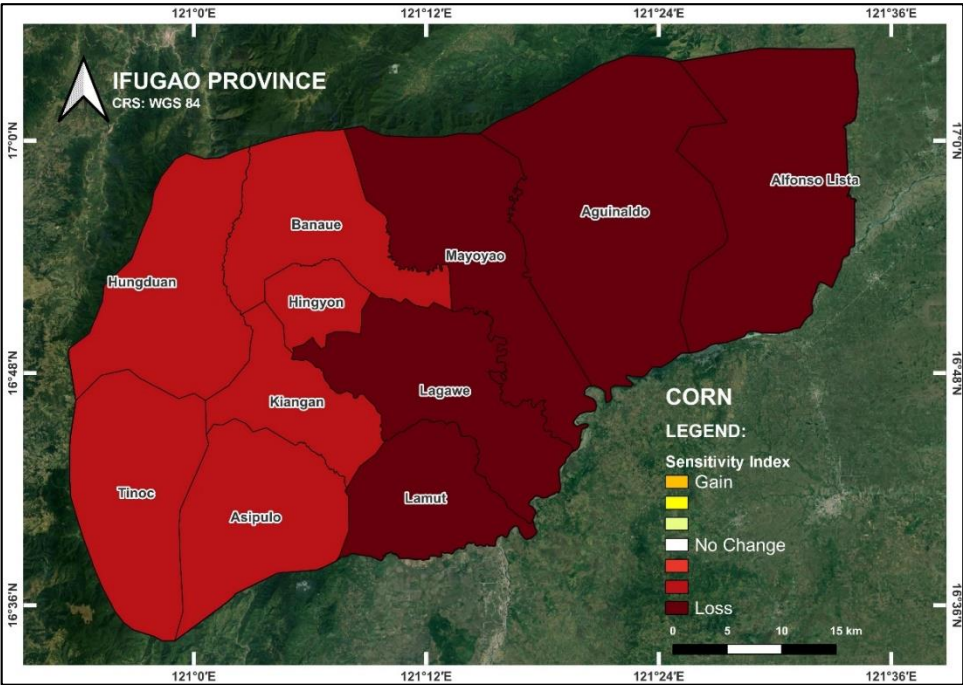 121°0'E
121°12'E
121°24'E
121°36'E
IFUGAO PROVINCE
CRS: WGS 84
17°0'N
17°0'N
Alfonso Lista
Aguinaldo
Banaue
Mayoyao
Hungduan
Hingyon
16°48'N
16°48'N
Lagawe
Kiangan
CORN
LEGEND:
Sensitivity Index
Gain
Tinoc
Lamut
Asipulo
No Change
Loss
16°36'N
16°36'N
0 5 10 15 km
121°0'E
121°12'E
121°24'E
121°36'E